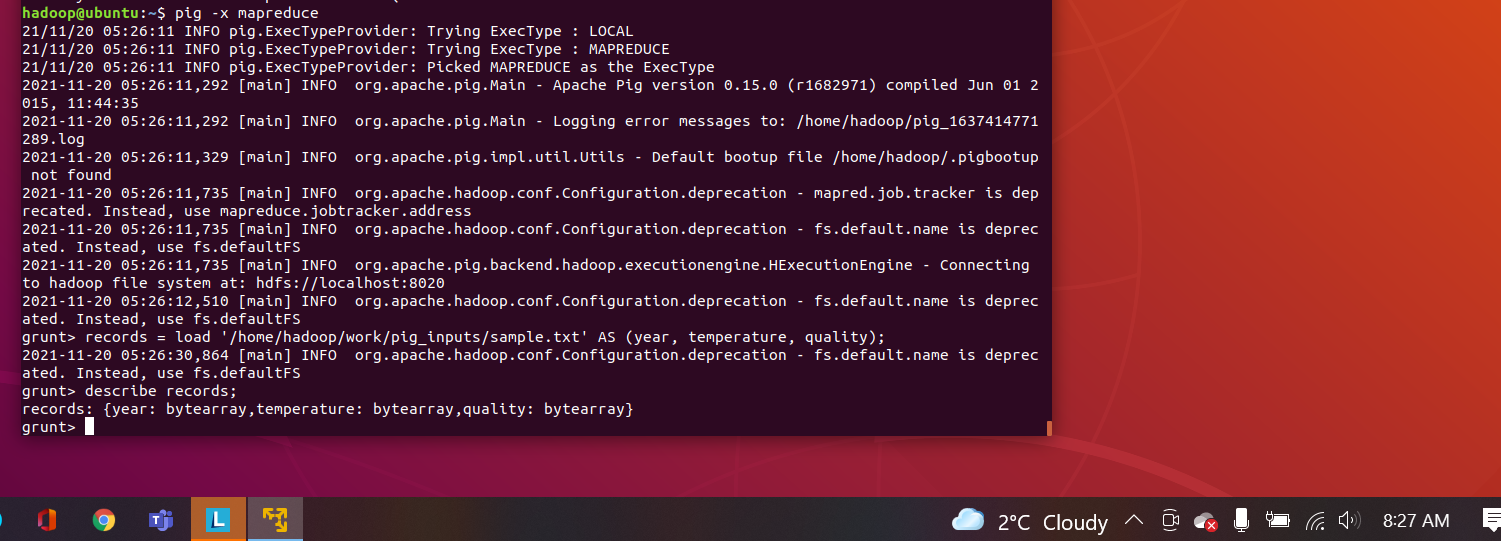 hadoop@ubuntu:~$ pig -x mapreduce
21/11/20 05:26:11 INFO pig.ExecTypeProvider: Trying ExecType : LOCAL
21/11/20 05:26:11 INFO pig.ExecTypeProvider: Trying ExecType : MAPREDUCE
21/11/20 05:26:11 INFO pig.ExecTypeProvider: Picked MAPREDUCE as the ExecType
2021-11-20 05:26:11,292 [main] INFO  org.apache.pig.Main - Apache Pig version 0.15.0 (r1682971) compiled Jun 01 2
015, 11:44:35
2021-11-20 05:26:11,292 [main] INFO  org.apache.pig.Main - Logging error messages to: /home/hadoop/pig_1637414771
289.log
2021-11-20 05:26:11,329 [main] INFO  org.apache.pig.impl.util.Utils - Default bootup file /home/hadoop/.pigbootup
 not found
2021-11-20 05:26:11,735 [main] INFO  org.apache.hadoop.conf.Configuration.deprecation - mapred.job.tracker is dep
recated. Instead, use mapreduce.jobtracker.address
2021-11-20 05:26:11,735 [main] INFO  org.apache.hadoop.conf.Configuration.deprecation - fs.default.name is deprec
ated. Instead, use fs.defaultFS
2021-11-20 05:26:11,735 [main] INFO  org.apache.pig.backend.hadoop.executionengine.HExecutionEngine - Connecting
to hadoop file system at: hdfs://localhost:8020
2021-11-20 05:26:12,510 [main] INFO  org.apache.hadoop.conf.Configuration.deprecation - fs.default.name is deprec
ated. Instead, use fs.defaultFS
grunt> records = load '/home/hadoop/work/pig_inputs/sample.txt' AS (year, temperature, quality);
2021-11-20 05:26:30,864 [main] INFO  org.apache.hadoop.conf.Configuration.deprecation - fs.default.name is deprec
ated. Instead, use fs.defaultFS
grunt> describe records;
records: {year: bytearray,temperature: bytearray,quality: bytearray}
grunt>
L
2°C Cloudy
8:27 AM